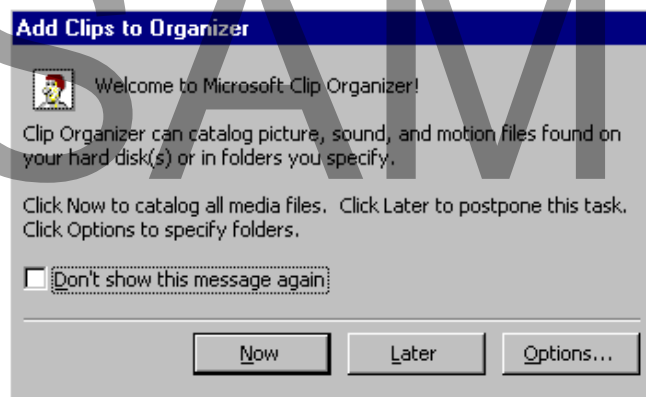 Add Clips to Organizer
Welcome to Microsoft Clip Organizer!
Clip Organizer can catalog picture, sound, and motion files found on
your hard disk(s) or in folders you specify.
Click Now to catalog all media files.  Click Later to postpone this task.
Click Options to specify folders.
Don't show this message again
Now
Later
Options...
SAM